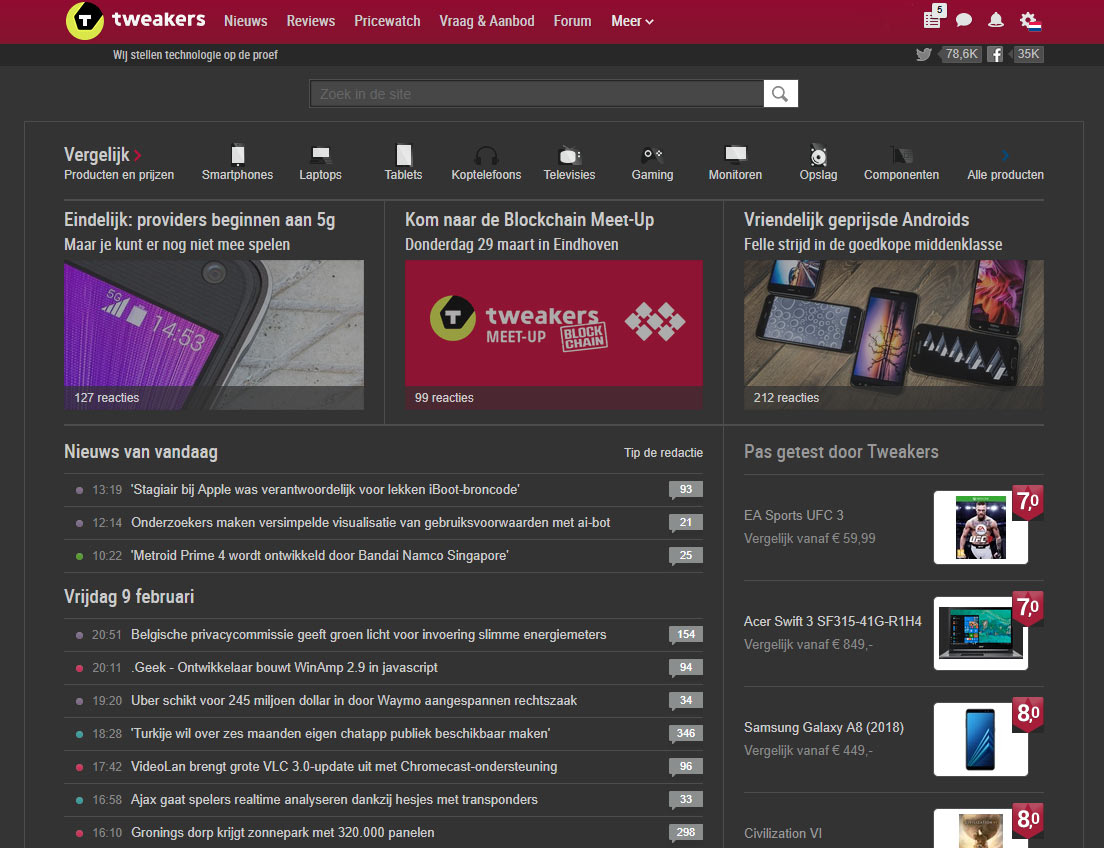 tweakers
Nieuws Reviews Pricewatch Vraag & Aanbod Forum Meer
5
Wij stellen technologie op de proef
78,6K 35K
Zoek in de site
Vergelijk
Producten en prijzen
Smartphones Laptops Tablets Koptelefoons Televisies Gaming Monitoren Opslag Componenten Alle producten
Eindelijk: providers beginnen aan 5g
Maar je kunt er nog niet mee spelen
5G
14:53
127 reacties
Kom naar de Blockchain Meet-Up
Donderdag 29 maart in Eindhoven
tweakers
MEET-UP
BLOCK
CHAIN
99 reacties
Vriendelijk geprijsde Androids
Felle strijd in de goedkope middenklasse
212 reacties
Nieuws van vandaag
Tip de redactie
13:19 'Stagiair bij Apple was verantwoordelijk voor lekken iBoot-broncode' 93
12:14 Onderzoekers maken versimpelde visualisatie van gebruiksvoorwaarden met ai-bot 21
10:22 'Metroid Prime 4 wordt ontwikkeld door Bandai Namco Singapore' 25
Vrijdag 9 februari
20:51 Belgische privacycommissie geeft groen licht voor invoering slimme energiemeters 154
20:11 .Geek - Ontwikkelaar bouwt WinAmp 2.9 in javascript 94
19:20 Uber schikt voor 245 miljoen dollar in door Waymo aangespannen rechtszaak 34
18:28 'Turkije wil over zes maanden eigen chatapp publiek beschikbaar maken' 346
17:42 VideoLan brengt grote VLC 3.0-update uit met Chromecast-ondersteuning 96
16:58 Ajax gaat spelers realtime analyseren dankzij hesjes met transponders 33
16:10 Gronings dorp krijgt zonnepark met 320.000 panelen 298
Pas getest door Tweakers
EA Sports UFC 3
Vergelijk vanaf € 59,99
UFC
7,0
Acer Swift 3 SF315-41G-R1H4
Vergelijk vanaf € 849,-
7,0
Samsung Galaxy A8 (2018)
Vergelijk vanaf € 449,-
8,0
Civilization VI
8,0